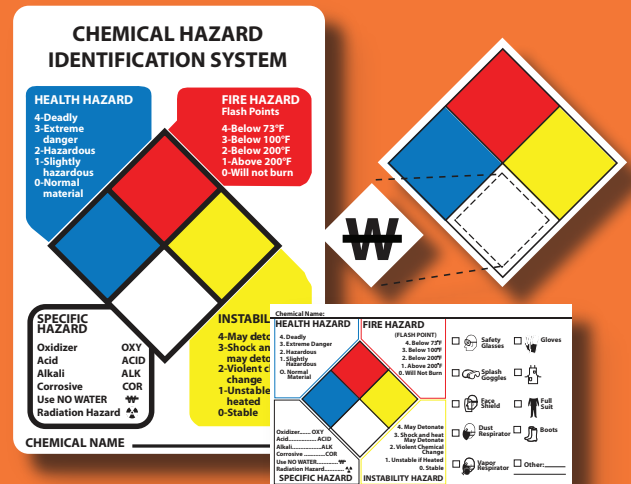 CHEMICAL HAZARD
IDENTIFICATION SYSTEM
HEALTH HAZARD
4-Deadly
3-Extreme
danger
2-Hazardous
1-Slightly
hazardous
0-Normal
material
FIRE HAZARD
Flash Points
4-Below 73°F
3-Below 100°F
2-Below 200°F
1-Above 200°F
0-Will not burn
SPECIFIC
HAZARD
Oxidizer OXY
Acid ACID
Alkali ALK
Corrosive COR
Use NO WATER W
Radiation Hazard
4-May
3-Shock
may
2-Violent
change
1-Unstable
heated
0-Stable
CHEMICAL NAME
W
Chemical Name:
HEALTH HAZARD
4. Deadly
3. Extreme Danger
2. Hazardous
1. Slightly
Hazardous
O. Normal
Material
FIRE HAZARD
(FLASH POINT)
4. Below 73°F
3. Below 100°F
2. Below 200°F
1. Above 200°F
0. Will Not Burn
Oxidizer...... OXY
Acid............... ACID
Alkali...............ALK
Corrosive ...........COR
Use NO WATER......... W
Radiation Hazard.......
SPECIFIC HAZARD
4. May Detonate
3. Shock and heat
May Detonate
2. Violent Chemical
Change
1. Unstable if Heated
0. Stable
INSTABILITY HAZARD
Safety
Glasses
Gloves
Splash
Goggles
Face
Shield
Full
Suit
Dust
Respirator
Boots
Vapor
Respirator
Other: